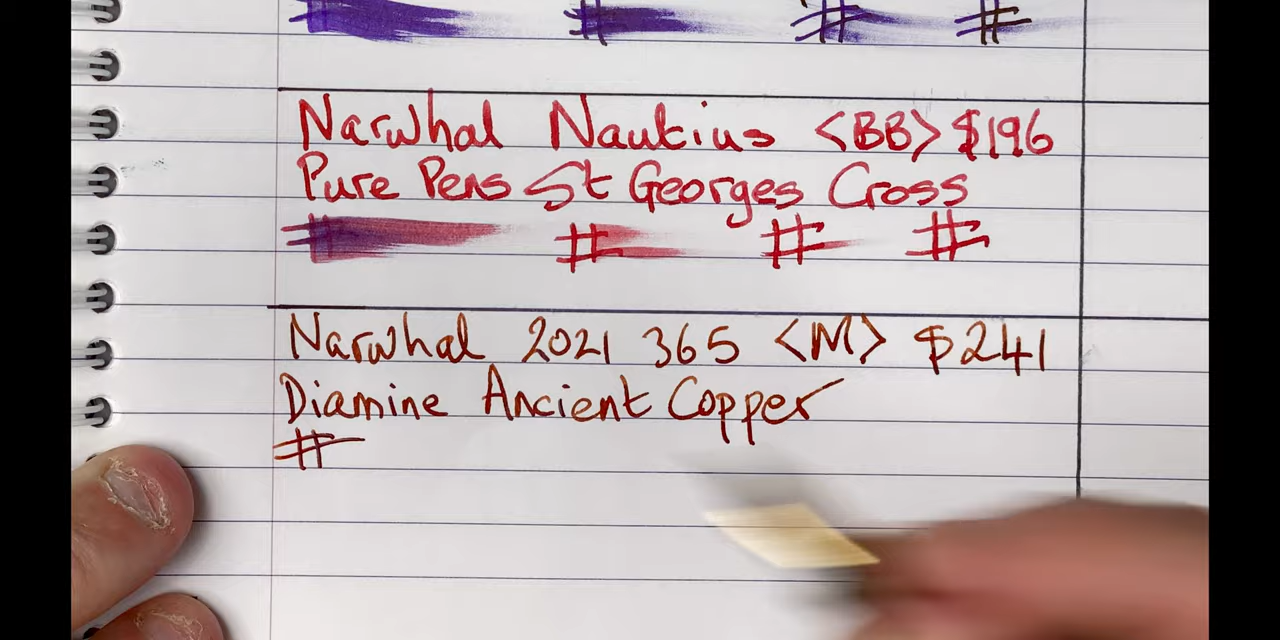 #
#
#
#
Narwhal Nautius <BB> $196
Pure Pens St Georges Cross
# # # #
Narwhal 2021 365 <M> $241
Diamine Ancient Copper
#